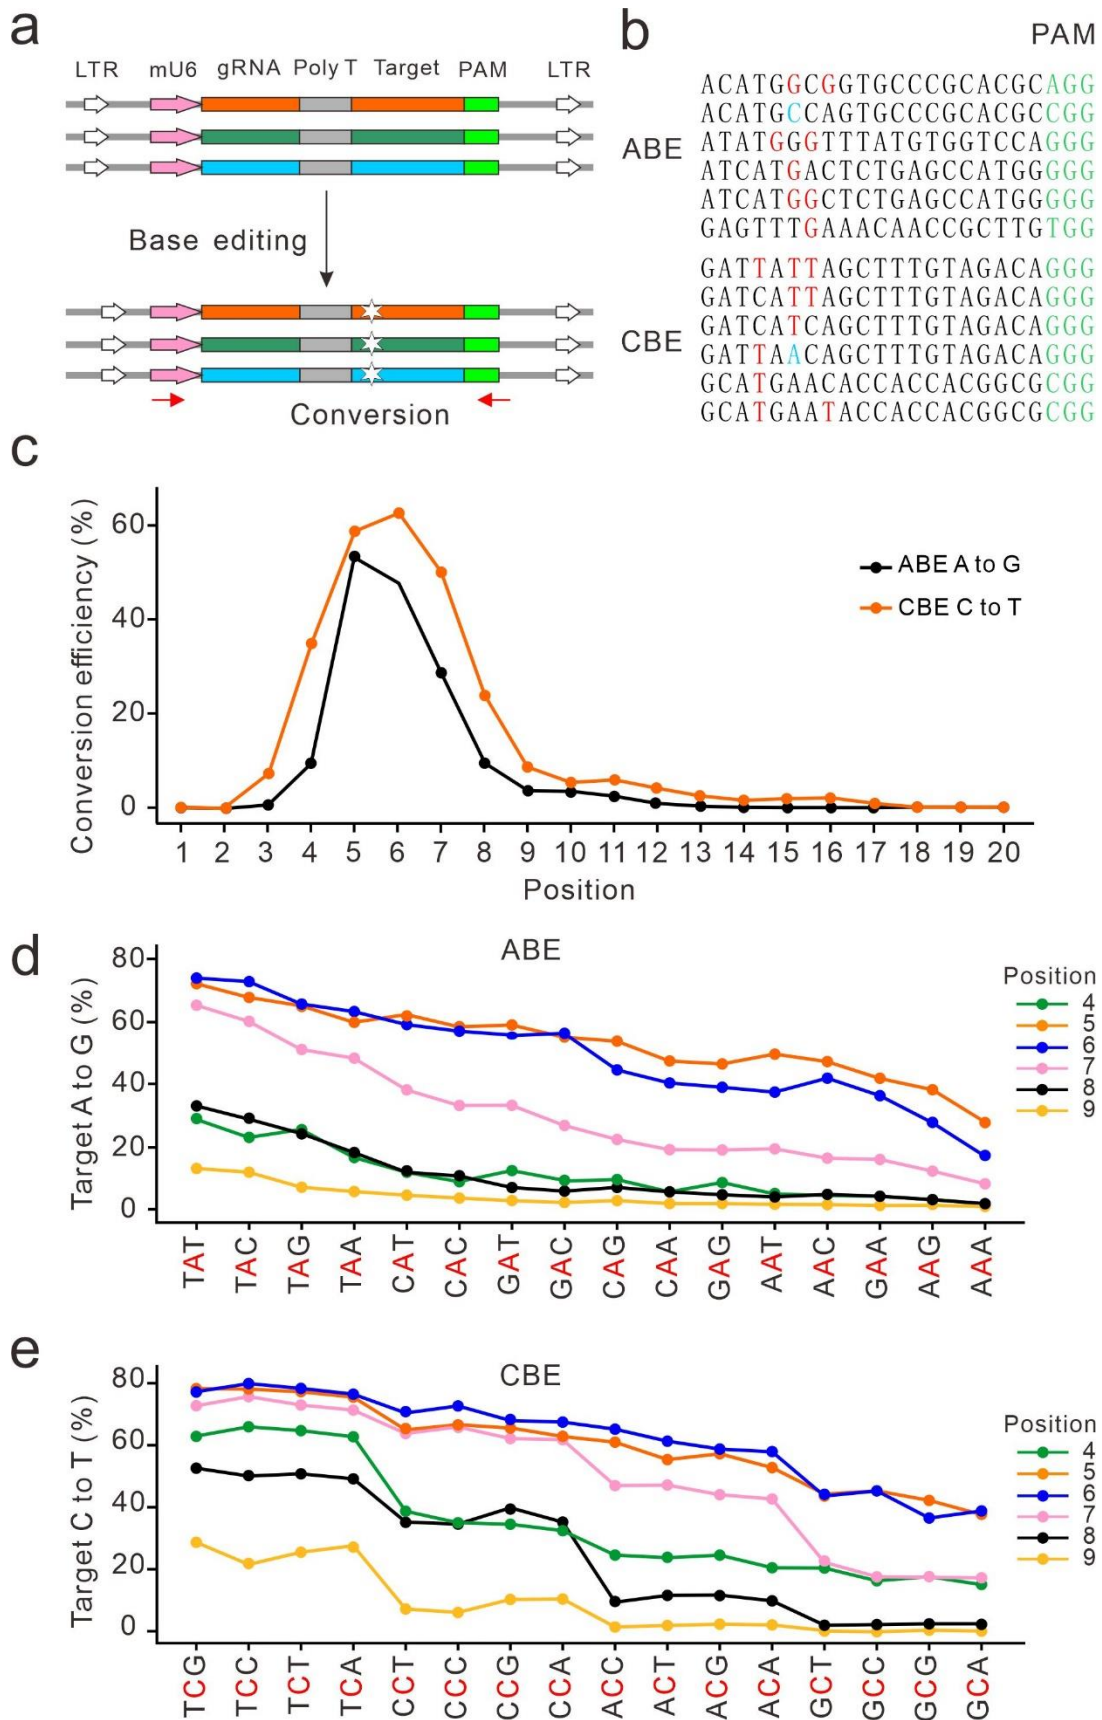 a
LTR mU6 gRNA Poly T Target PAM LTR
Base editing
Conversion
b
PAM
ABE
ACATGGCGGTGCCCGCACGCAGG
ACATGCCAGTGCCCGCACGCCGG
ATATGGGGTTTATGTGGTCCAGGG
ATCATGACTCTGAGCCATGGGGG
ATCATGGCTCTGAGCCATGGGGG
GAGTTTGAAACAACCGCTTGTGG
CBE
GATTATTAGCTTTGTAGACAGGG
GATCATTAGCTTTGTAGACAGGG
GATCATCAGCTTTGTAGACAGGG
GATTAACAGCTTTGTAGACAGGG
GCATGAACACCACCACGGCGCGG
GCATGAATACCACCACGGCGCGG
c
Conversion efficiency (%)
60
40
20
0
1 2 3 4 5 6 7 8 9 10 11 12 13 14 15 16 17 18 19 20
Position
ABE A to G
CBE C to T
d
ABE
Target A to G (%)
80
60
40
20
0
TAT TAC TAG TAA CAT CAC GAT GAC CAG CAA GAG AAT AAC GAA AAG AAA
Position
4
5
6
7
8
9
e
CBE
Target C to T (%)
80
60
40
20
0
TCG TCC TCT TCA CCT CCC CCG CCA ACC ACT ACG ACA GCT GCC GCG GCA
Position
4
5
6
7
8
9